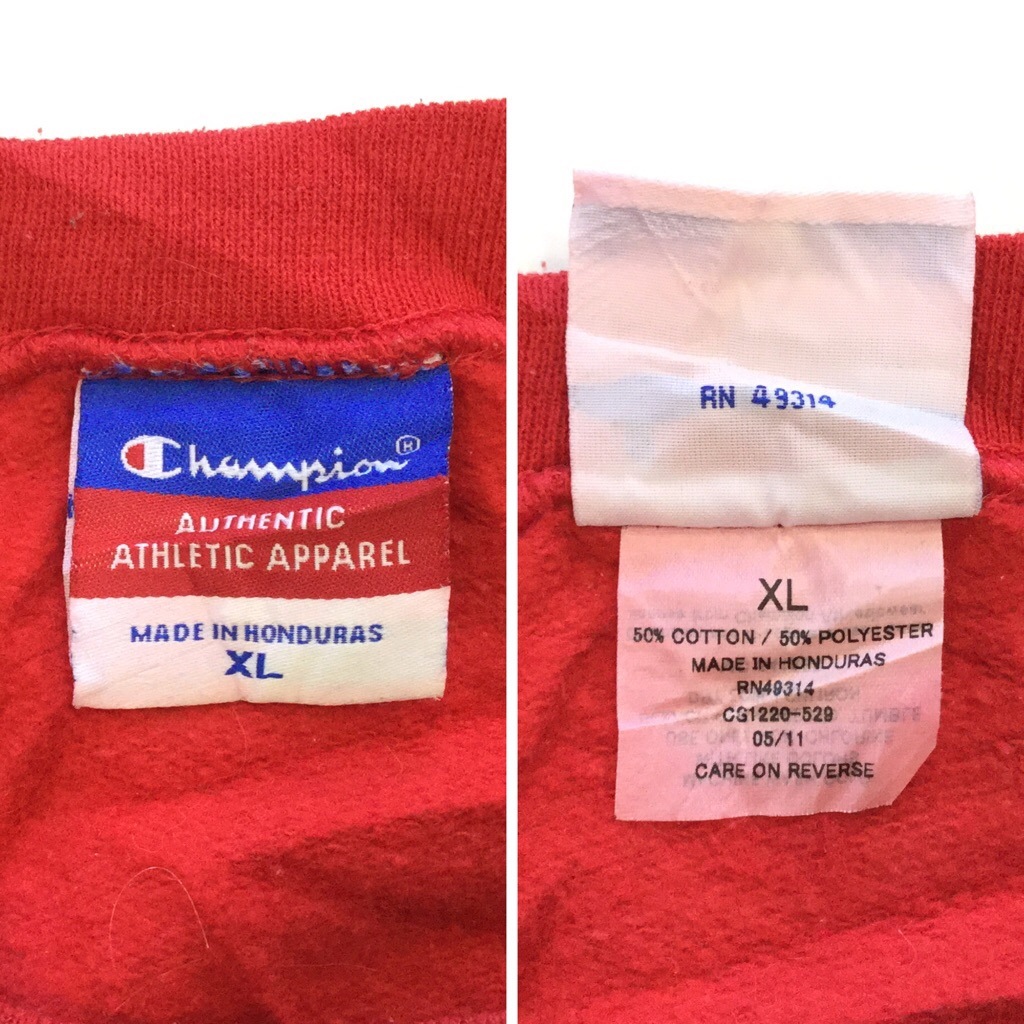 Champion®
AUTHENTIC
ATHLETIC APPAREL
MADE IN HONDURAS
XL
RN 49314
XL
50% COTTON / 50% POLYESTER
MADE IN HONDURAS
RN49314
CG1220-529
05/11
CARE ON REVERSE